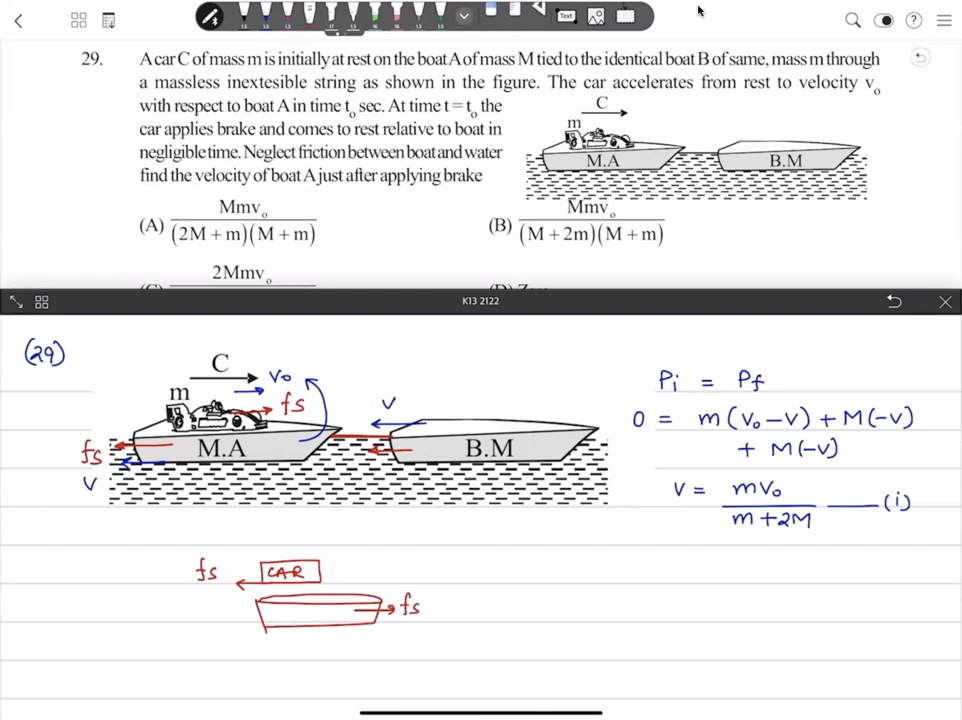 Text
29. A car C of mass m is initially at rest on the boat A of mass M tied to the identical boat B of same, mass m through
a massless inextesible string as shown in the figure. The car accelerates from rest to velocity v₀
with respect to boat A in time t₀ sec. At time t = t₀ the
car applies brake and comes to rest relative to boat in
negligible time. Neglect friction between boat and water
find the velocity of boat A just after applying brake
C
m
M.A
B.M
(A) Mmv₀ / (2M + m)(M + m)
(B) Mmv₀ / (M + 2m)(M + m)
2Mmv₀
K13 2122
(29)
C
v₀
m
fs
v
fs
M.A
B.M
v
Pi = Pf
0 = m(v₀-v) + M(-v)
+ M(-v)
v = mv₀ / m+2M —— (i)
fs
CAR
fs